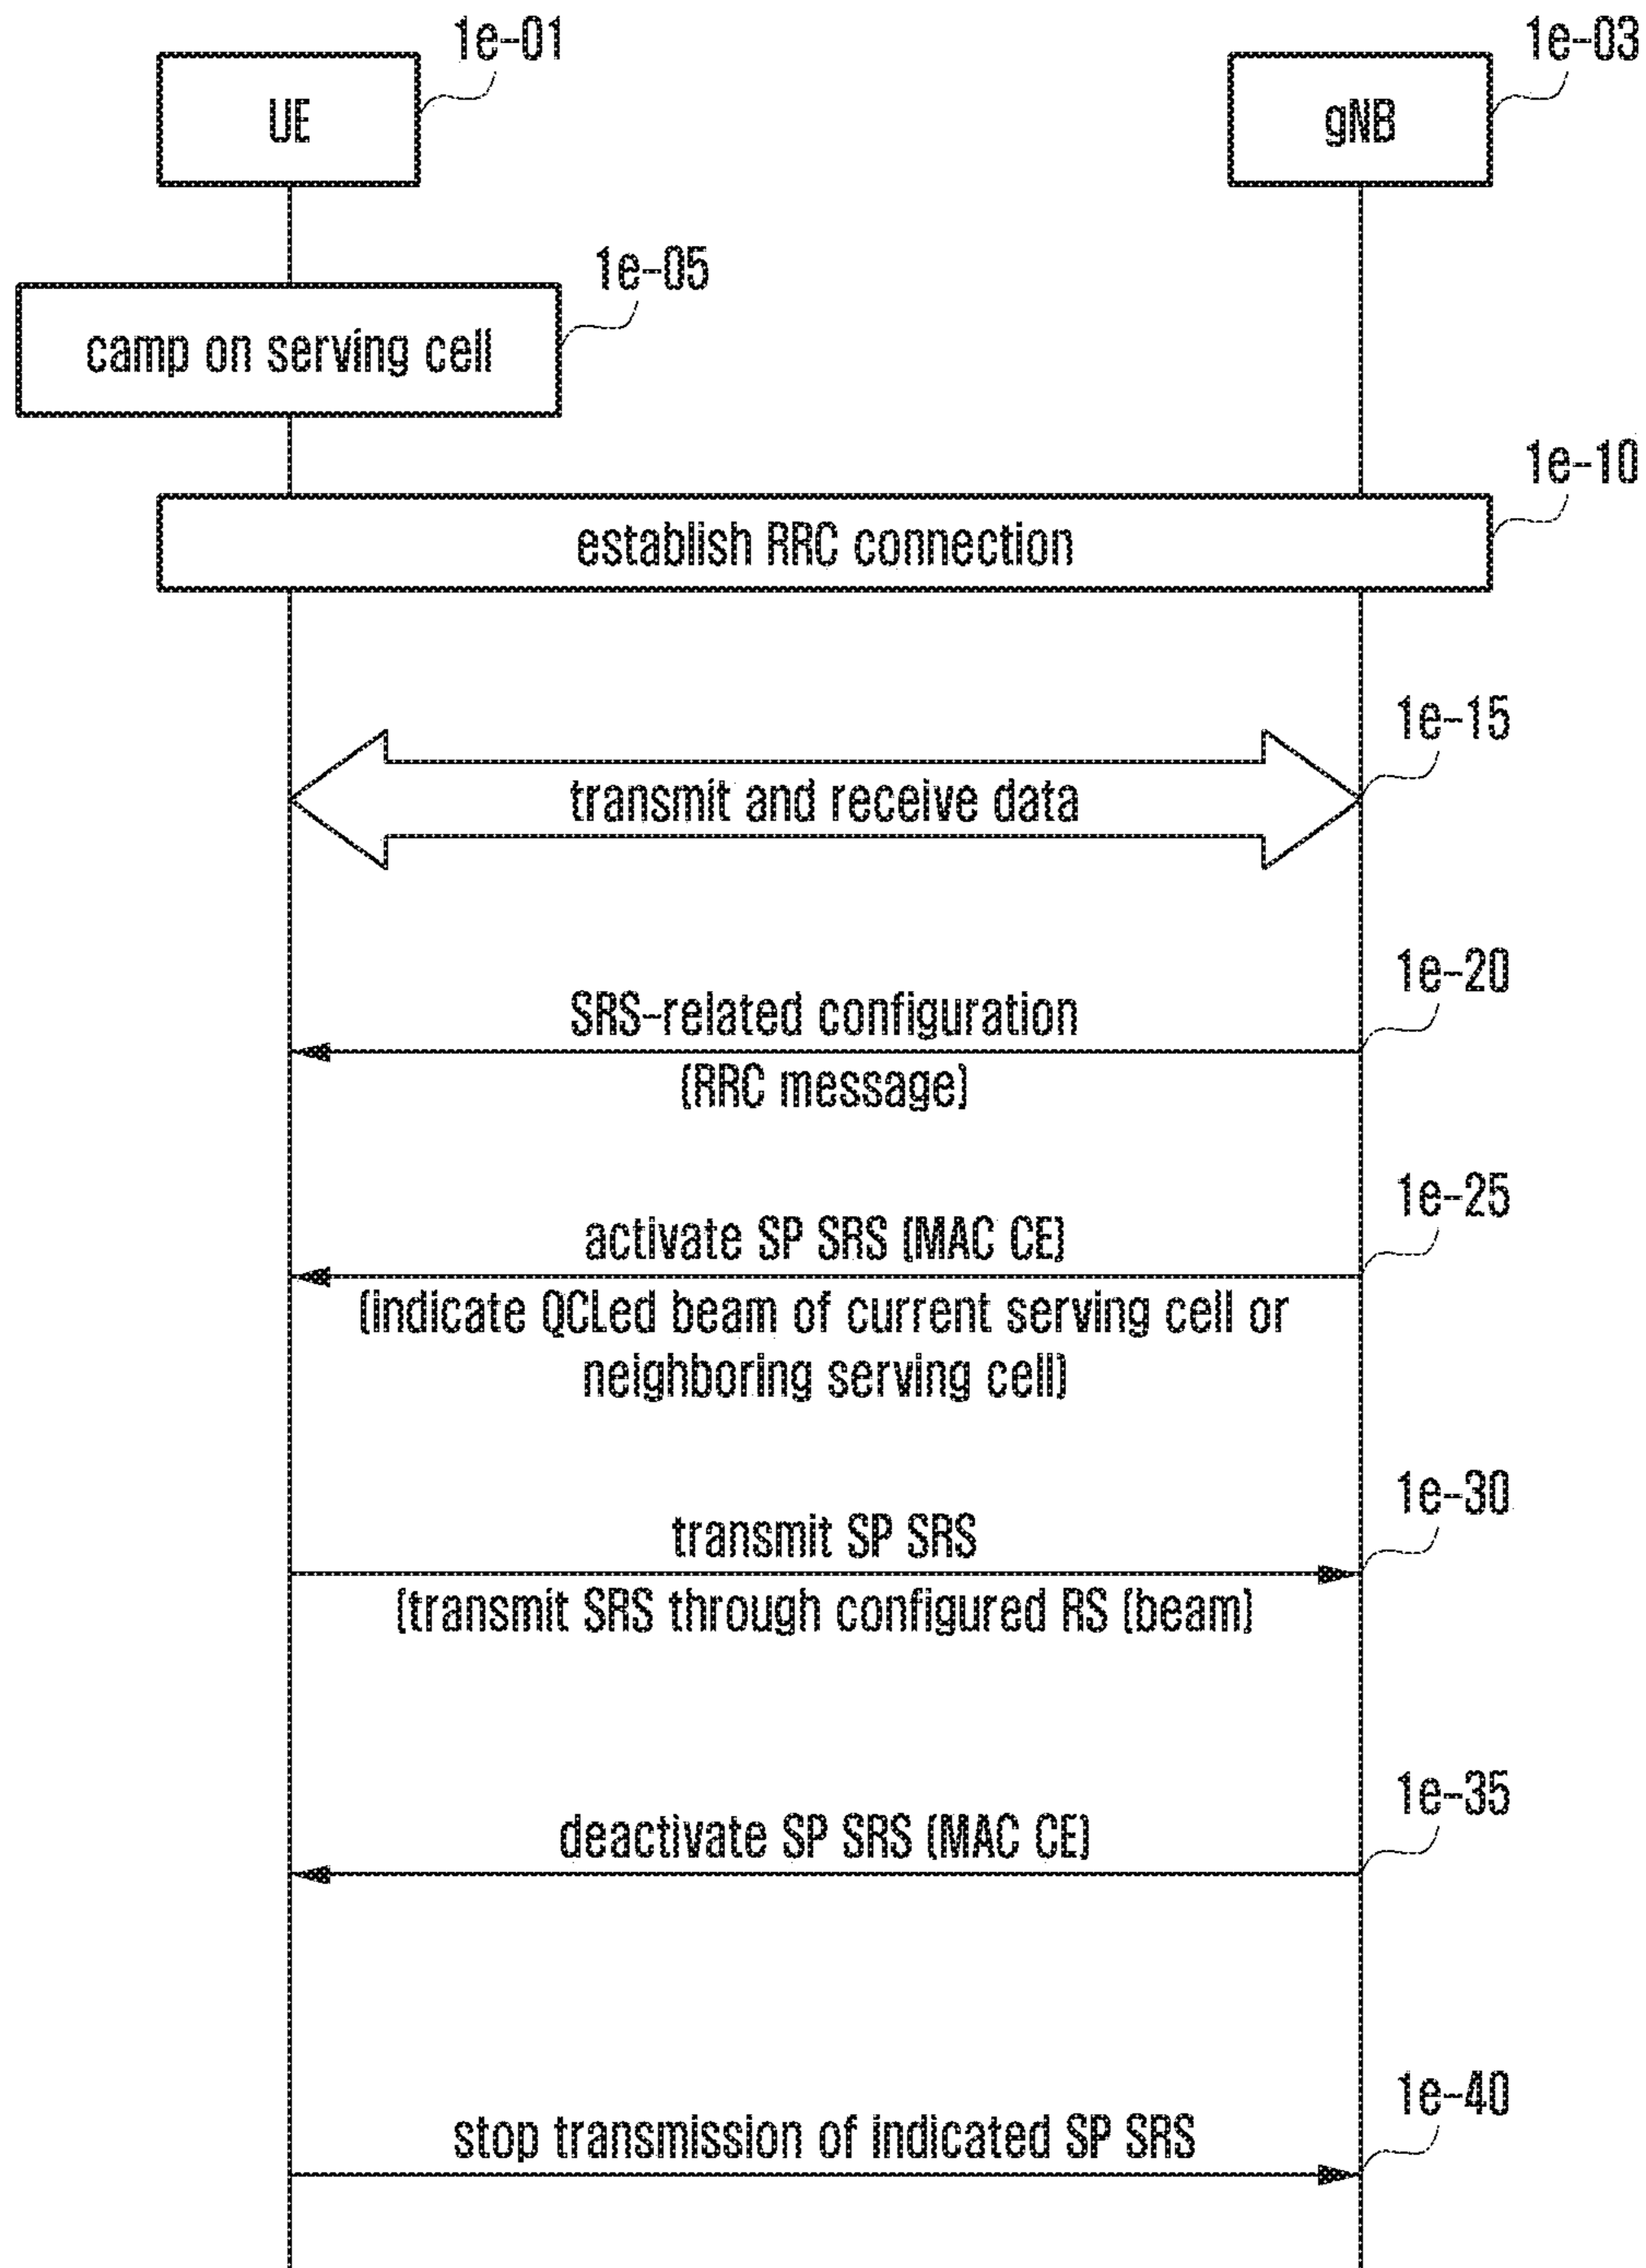 1e-01
1e-03
UE
gNB
1e-05
camp on serving cell
1e-10
establish RRC connection
1e-15
transmit and receive data
1e-20
SRS-related configuration
(RRC message)
1e-25
activate SP SRS (MAC CE)
(indicate QCLed beam of current serving cell or
neighboring serving cell)
1e-30
transmit SP SRS
(transmit SRS through configured RS (beam)
1e-35
deactivate SP SRS (MAC CE)
1e-40
stop transmission of indicated SP SRS